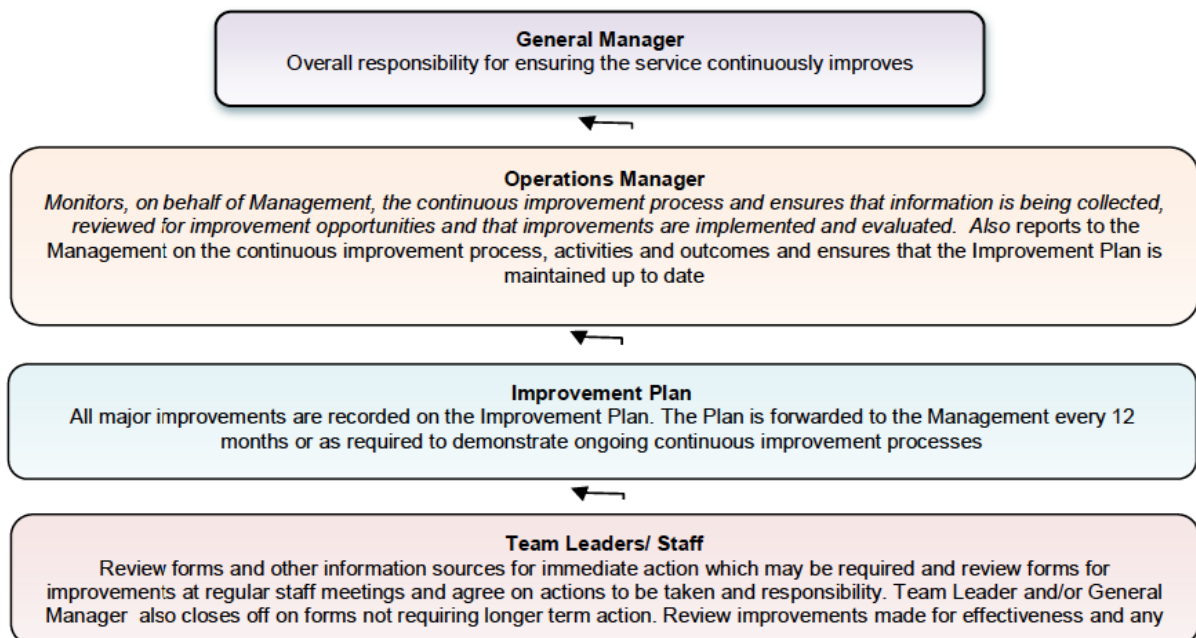 General Manager
Overall responsibility for ensuring the service continuously improves
Operations Manager
Monitors, on behalf of Management, the continuous improvement process and ensures that information is being collected,
reviewed for improvement opportunities and that improvements are implemented and evaluated. Also reports to the
Management on the continuous improvement process, activities and outcomes and ensures that the Improvement Plan is
maintained up to date
Improvement Plan
All major improvements are recorded on the Improvement Plan. The Plan is forwarded to the Management every 12
months or as required to demonstrate ongoing continuous improvement processes
Team Leaders/ Staff
Review forms and other information sources for immediate action which may be required and review forms for
improvements at regular staff meetings and agree on actions to be taken and responsibility. Team Leader and/or General
Manager also closes off on forms not requiring longer term action. Review improvements made for effectiveness and any